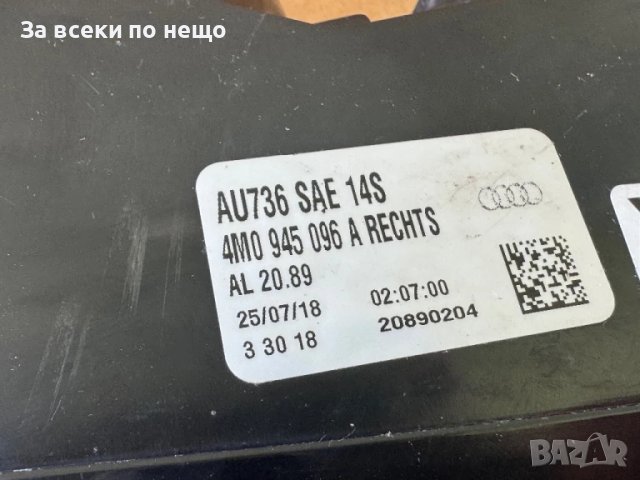 За всеки по нещо
AU736 SAE 14S
4M0 945 096 A RECHTS
AL 20.89
25/07/18 02:07:00
3 30 18 20890204
BAZAR